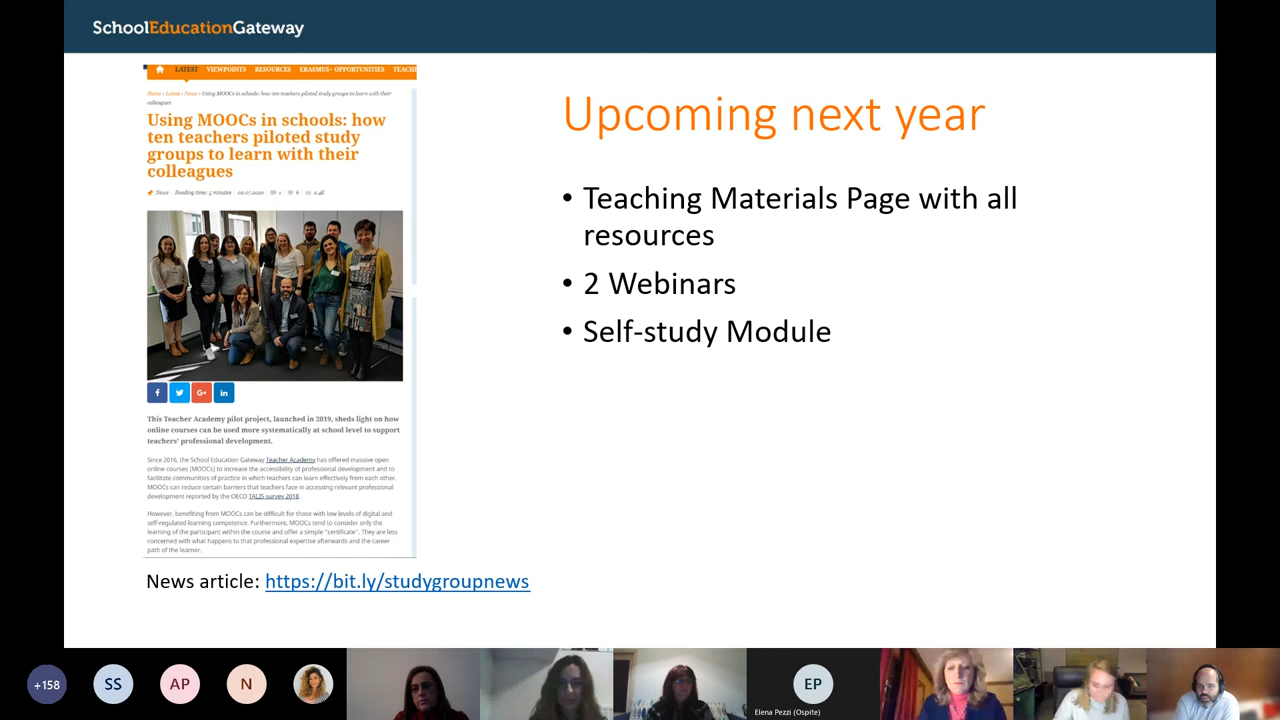 SchoolEducationGateway
LATEST VIEWPOINTS RESOURCES ERASMUS+ OPPORTUNITIES TEACHI
Home » Latest » News » Using MOOCs in schools: how ten teachers piloted study groups to learn with their
colleagues
Using MOOCs in schools: how
ten teachers piloted study
groups to learn with their
colleagues
News Reading time: 5 minutes 02.07.2020 1 6 2.4K
This Teacher Academy pilot project, launched in 2019, sheds light on how
online courses can be used more systematically at school level to support
teachers' professional development.
Since 2016, the School Education Gateway Teacher Academy has offered massive open
online courses (MOOCs) to increase the accessibility of professional development and to
facilitate communities of practice in which teachers can learn effectively from each other.
MOOCs can reduce certain barriers that teachers face in accessing relevant professional
development reported by the OECD TALIS survey 2018.
However, benefiting from MOOCs can be difficult for those with low levels of digital and
self-regulated learning competence. Furthermore, MOOCs tend to consider only the
learning of the participant within the course and offer a simple "certificate". They are less
concerned with what happens to that professional expertise afterwards and the career
path of the learner.
News article: https://bit.ly/studygroupnews
Upcoming next year
• Teaching Materials Page with all
resources
• 2 Webinars
• Self-study Module
+158
SS
AP
N
EP
Elena Pezzi (Ospite)